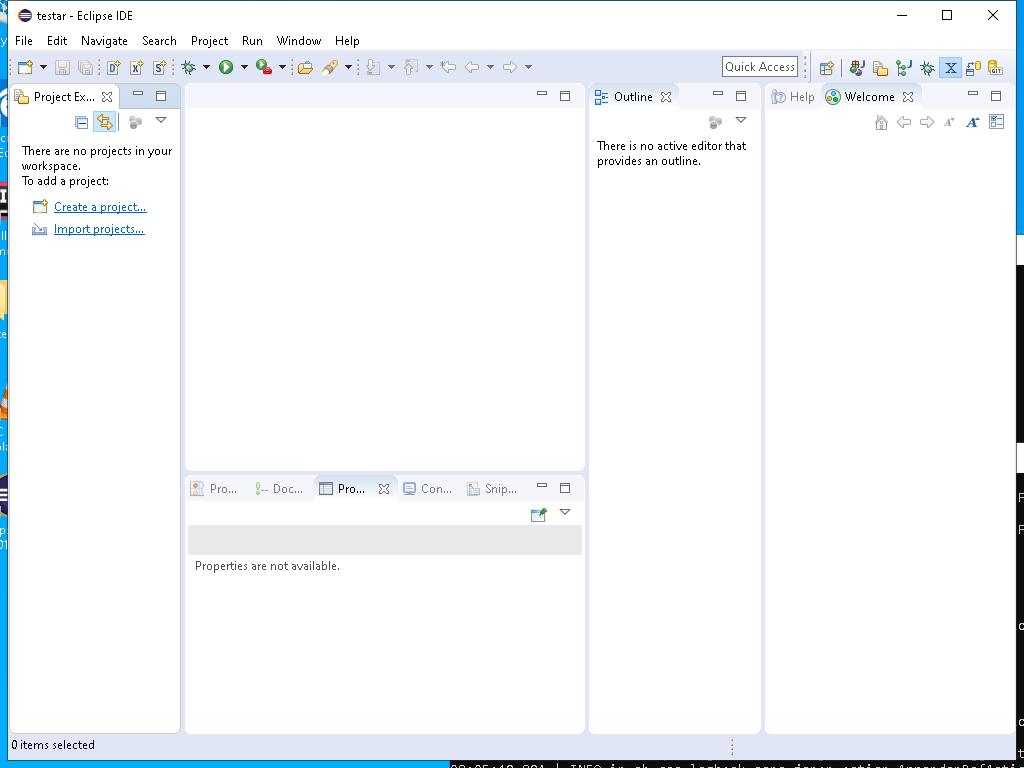 testar - Eclipse IDE
File Edit Navigate Search Project Run Window Help
Quick Access
Project Ex...
Outline
Help
Welcome
There are no projects in your
workspace.
To add a project:
Create a project...
Import projects...
There is no active editor that
provides an outline.
Pro...
Doc...
Pro...
Con...
Snip...
Properties are not available.
0 items selected